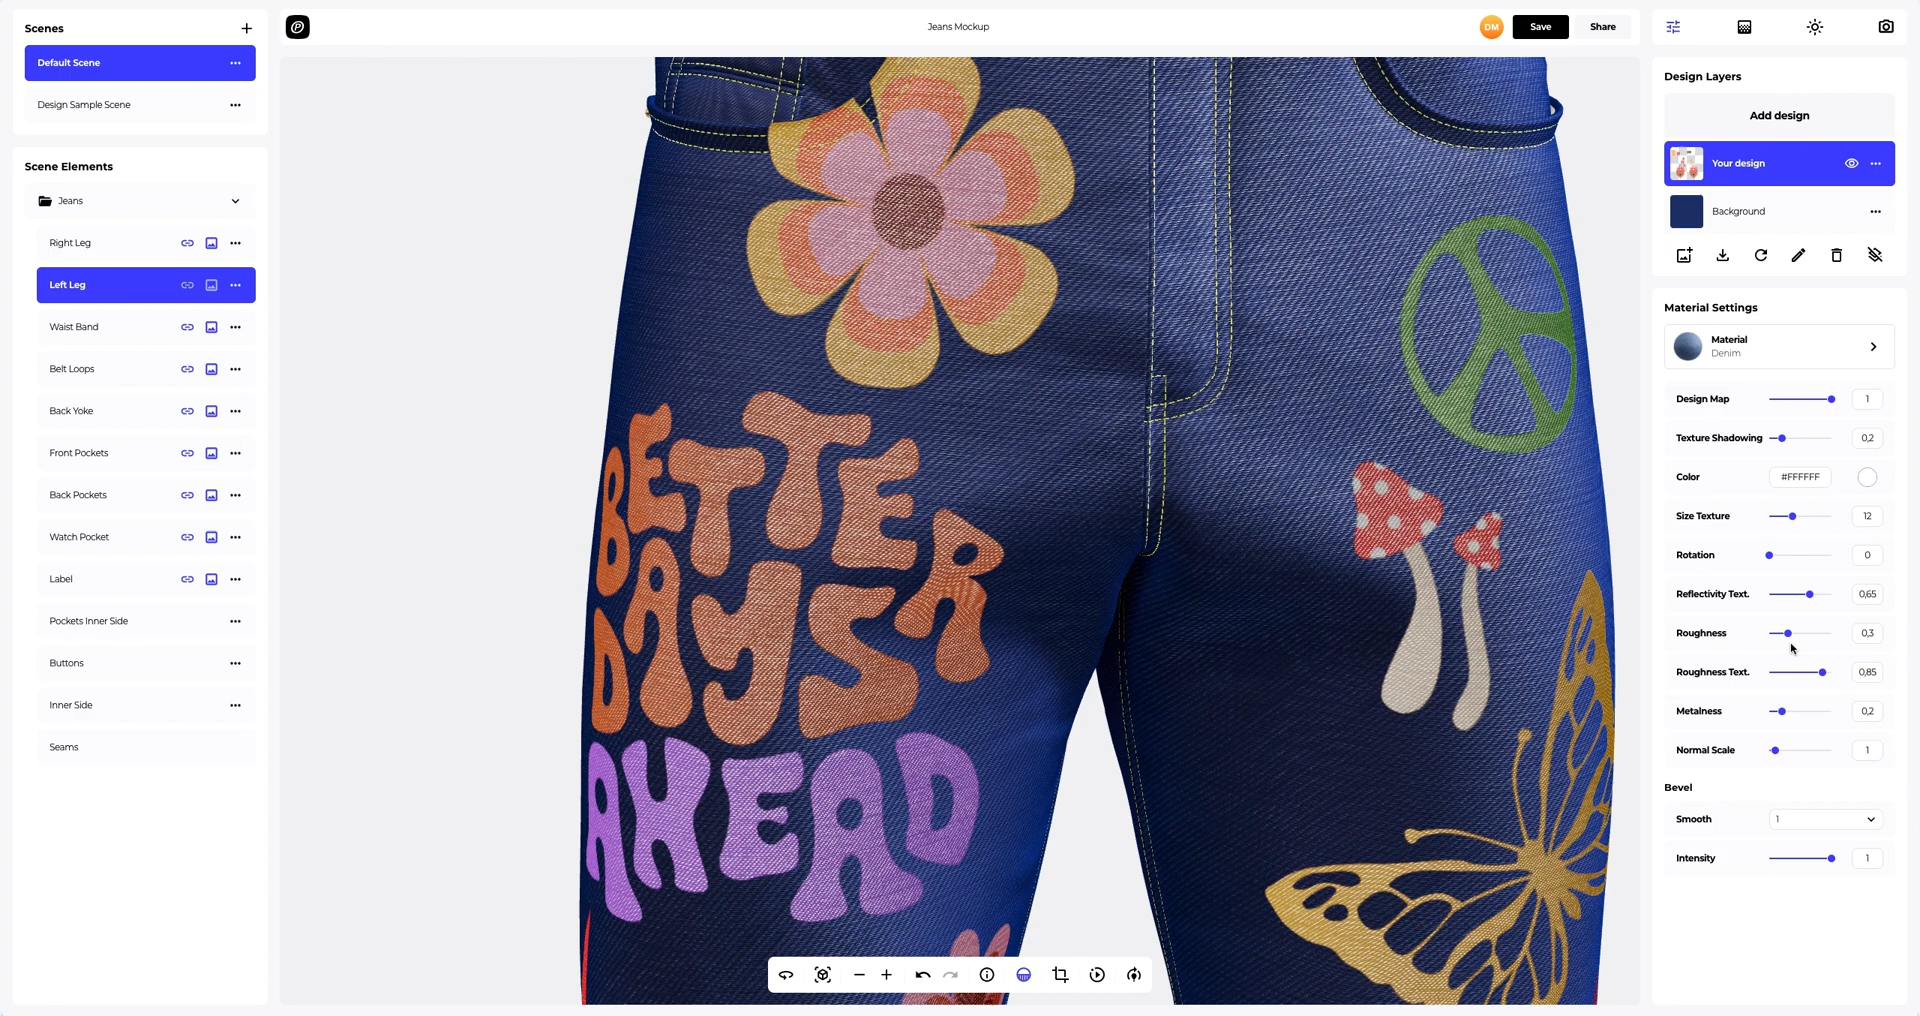 Scenes
Default Scene
Design Sample Scene
Scene Elements
Jeans
Right Leg
Left Leg
Waist Band
Belt Loops
Back Yoke
Front Pockets
Back Pockets
Watch Pocket
Label
Pockets Inner Side
Buttons
Inner Side
Seams
Jeans Mockup
DM
Save
Share
BETTER
DAYS
AHEAD
Design Layers
Add design
Your design
Background
Material Settings
Material
Denim
Design Map 1
Texture Shadowing 0,2
Color #FFFFFF
Size Texture 12
Rotation 0
Reflectivity Text. 0,65
Roughness 0,3
Roughness Text. 0,85
Metalness 0,2
Normal Scale 1
Bevel
Smooth 1
Intensity 1